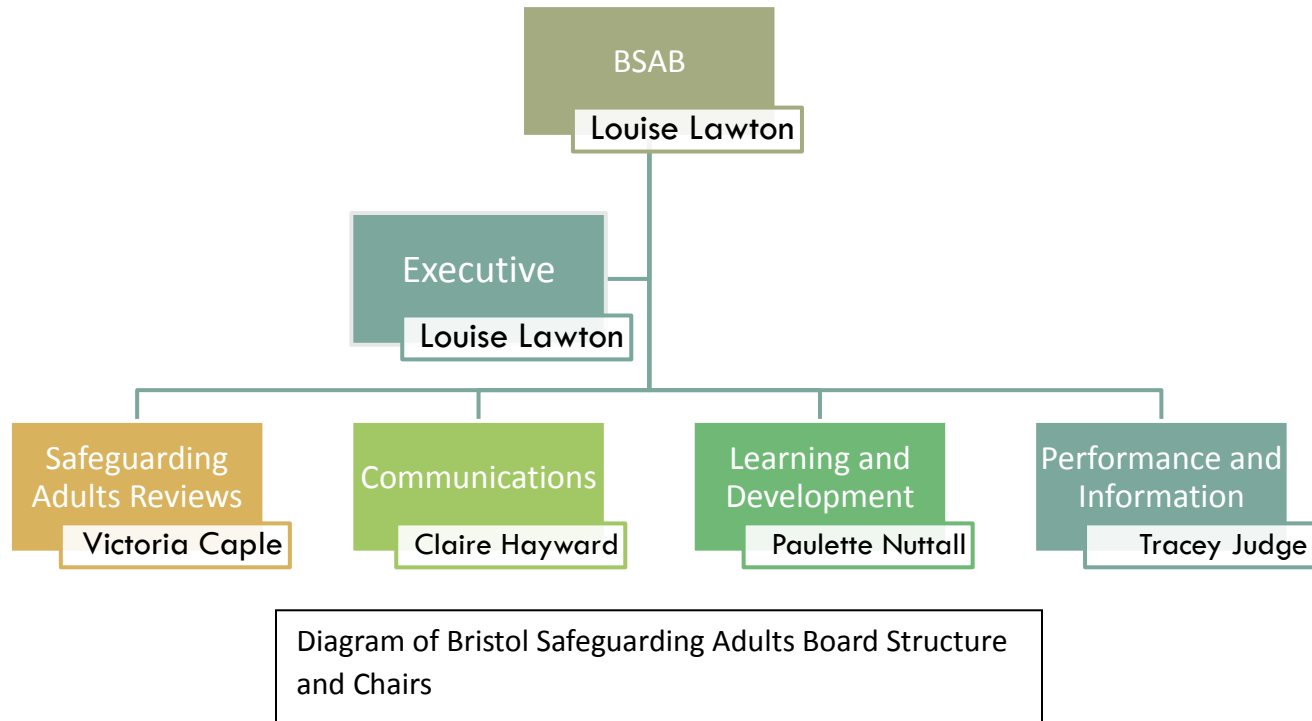 BSAB
Louise Lawton
Executive
Louise Lawton
Safeguarding
Adults Reviews
Victoria Caple
Communications
Claire Hayward
Learning and
Development
Paulette Nuttall
Performance and
Information
Tracey Judge
Diagram of Bristol Safeguarding Adults Board Structure
and Chairs